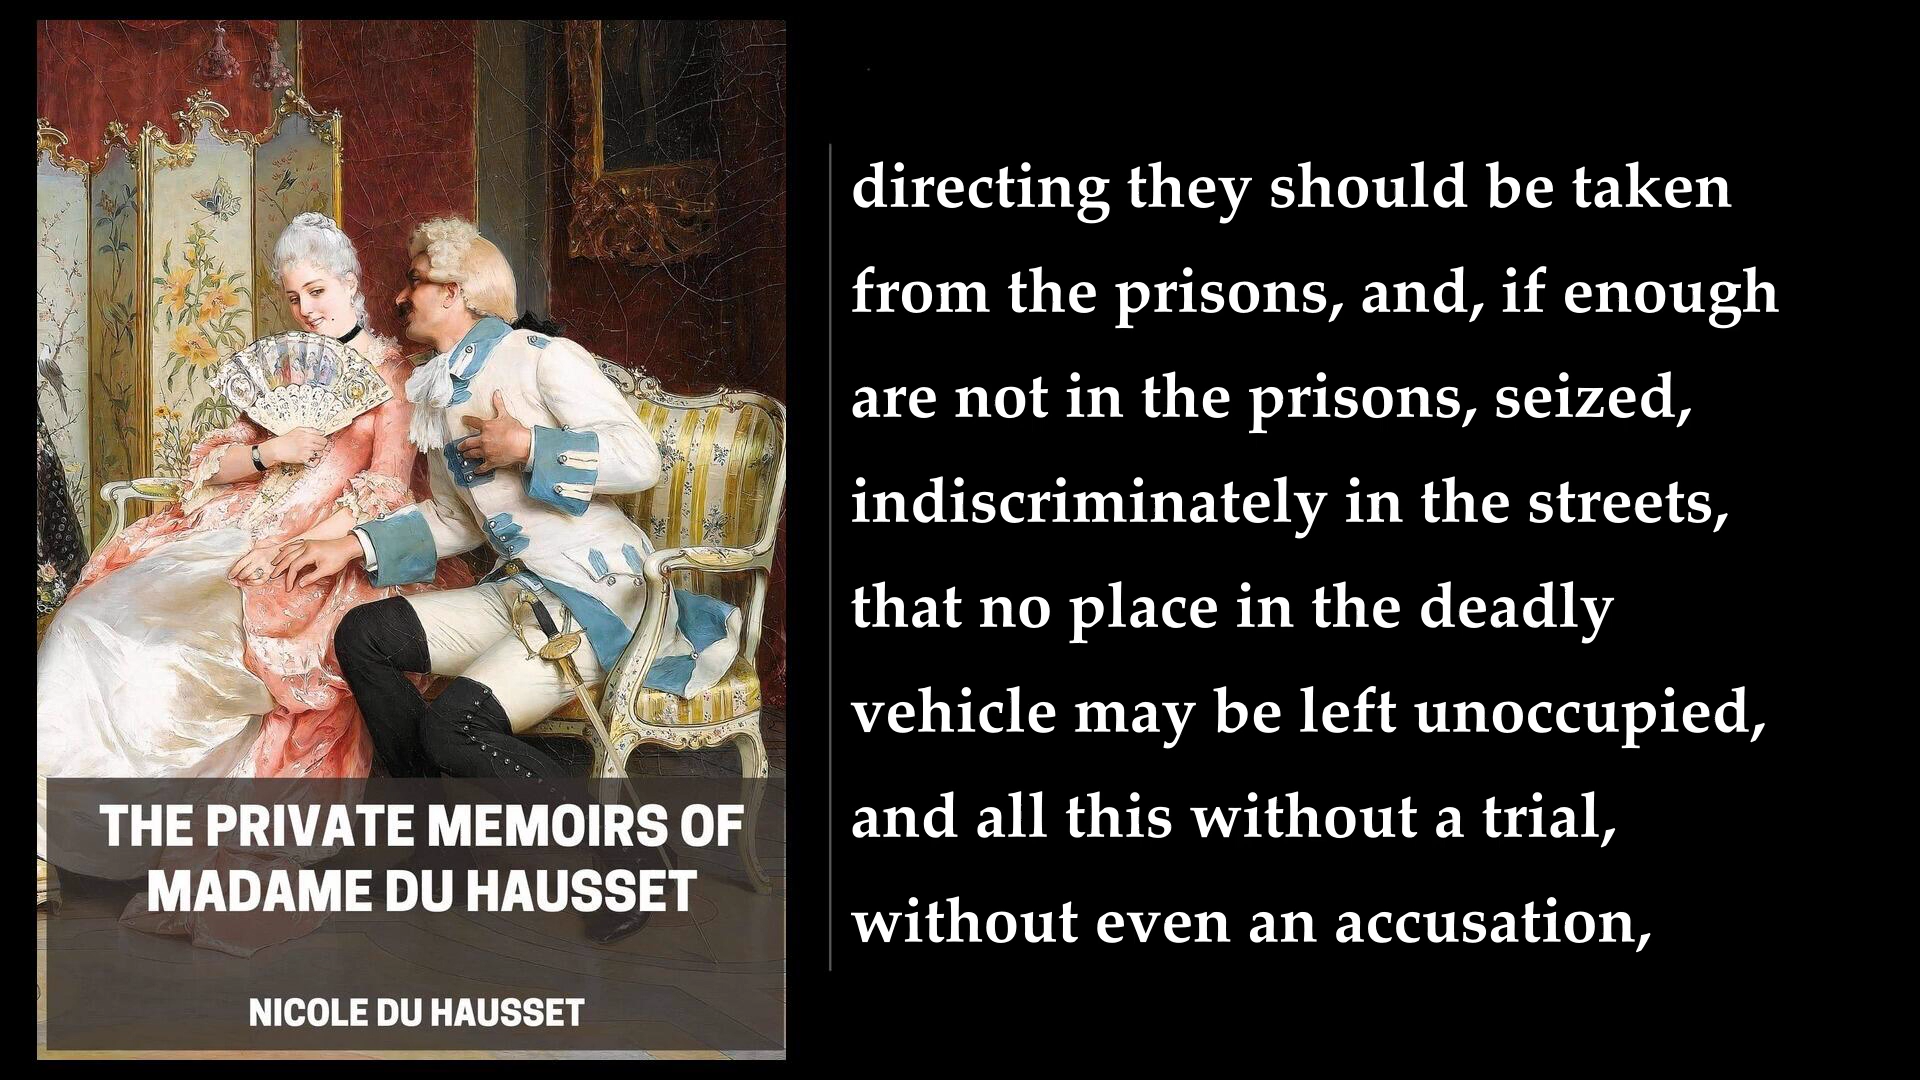 THE PRIVATE MEMOIRS OF
MADAME DU HAUSSET
NICOLE DU HAUSSET
directing they should be taken
from the prisons, and, if enough
are not in the prisons, seized,
indiscriminately in the streets,
that no place in the deadly
vehicle may be left unoccupied,
and all this without a trial,
without even an accusation,